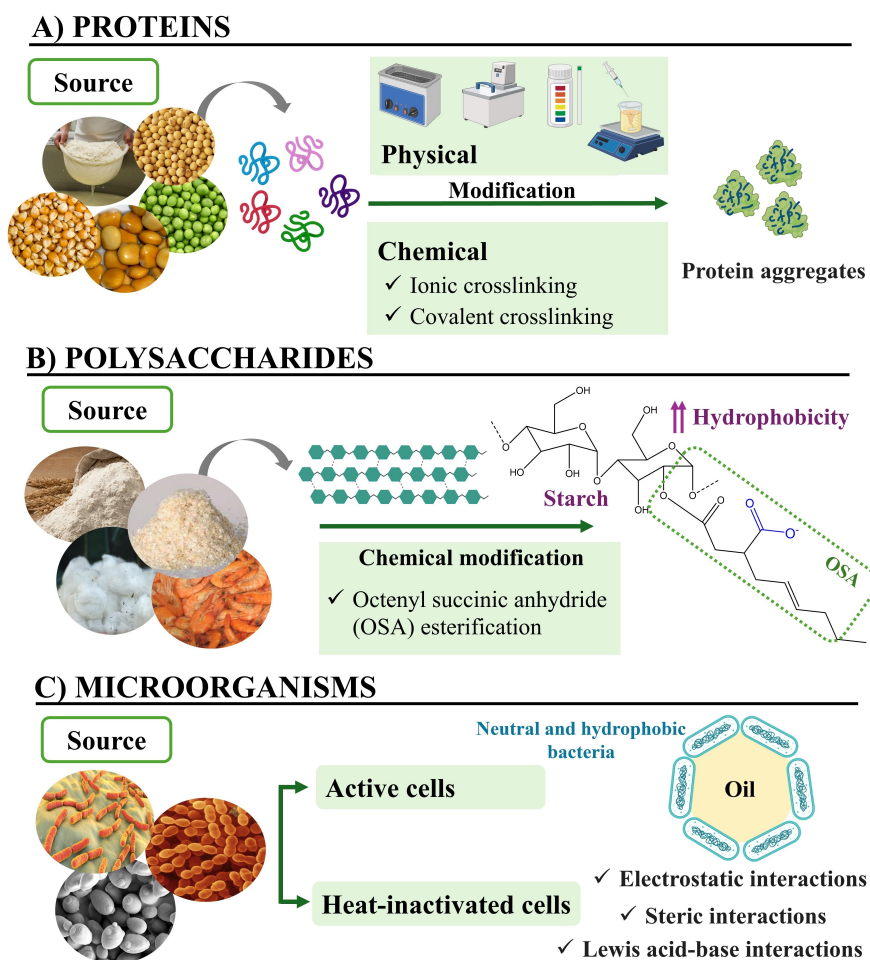 A) PROTEINS
Source
Physical
Modification
Chemical
✓ Ionic crosslinking
✓ Covalent crosslinking
Protein aggregates
B) POLYSACCHARIDES
Source
OH
O
O
HO
OH
O
OH
Hydrophobicity
O
O
OH
O
Starch
O
O
O-
OSA
Chemical modification
✓ Octenyl succinic anhydride
(OSA) esterification
C) MICROORGANISMS
Source
Neutral and hydrophobic
bacteria
Active cells
Oil
Heat-inactivated cells
✓ Electrostatic interactions
✓ Steric interactions
✓ Lewis acid-base interactions